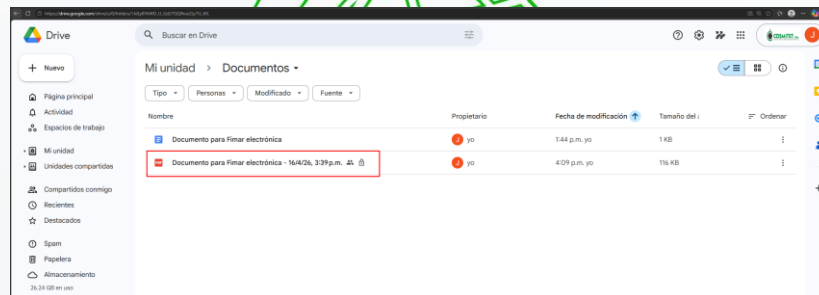 Drive
Buscar en Drive
COSMITET
J
Nuevo
Mi unidad > Documentos
Tipo
Personas
Modificado
Fuente
Página principal
Actividad
Espacios de trabajo
Mi unidad
Unidades compartidas
Compartidos conmigo
Recientes
Destacados
Spam
Papelera
Almacenamiento
26.24 GB en uso
Nombre
Propietario
Fecha de modificación
Tamaño del
Ordenar
Documento para Fimar electrónica
J yo
1:44 p.m. yo
1 KB
PDF
Documento para Fimar electrónica - 16/4/26, 3:39 p.m.
J yo
4:09 p.m. yo
116 KB